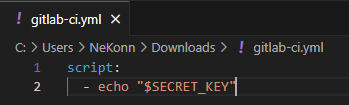 ! gitlab-ci.yml ×
C: > Users > NeKonn > Downloads > ! gitlab-ci.yml
1 script:
2 - echo "$SECRET_KEY"